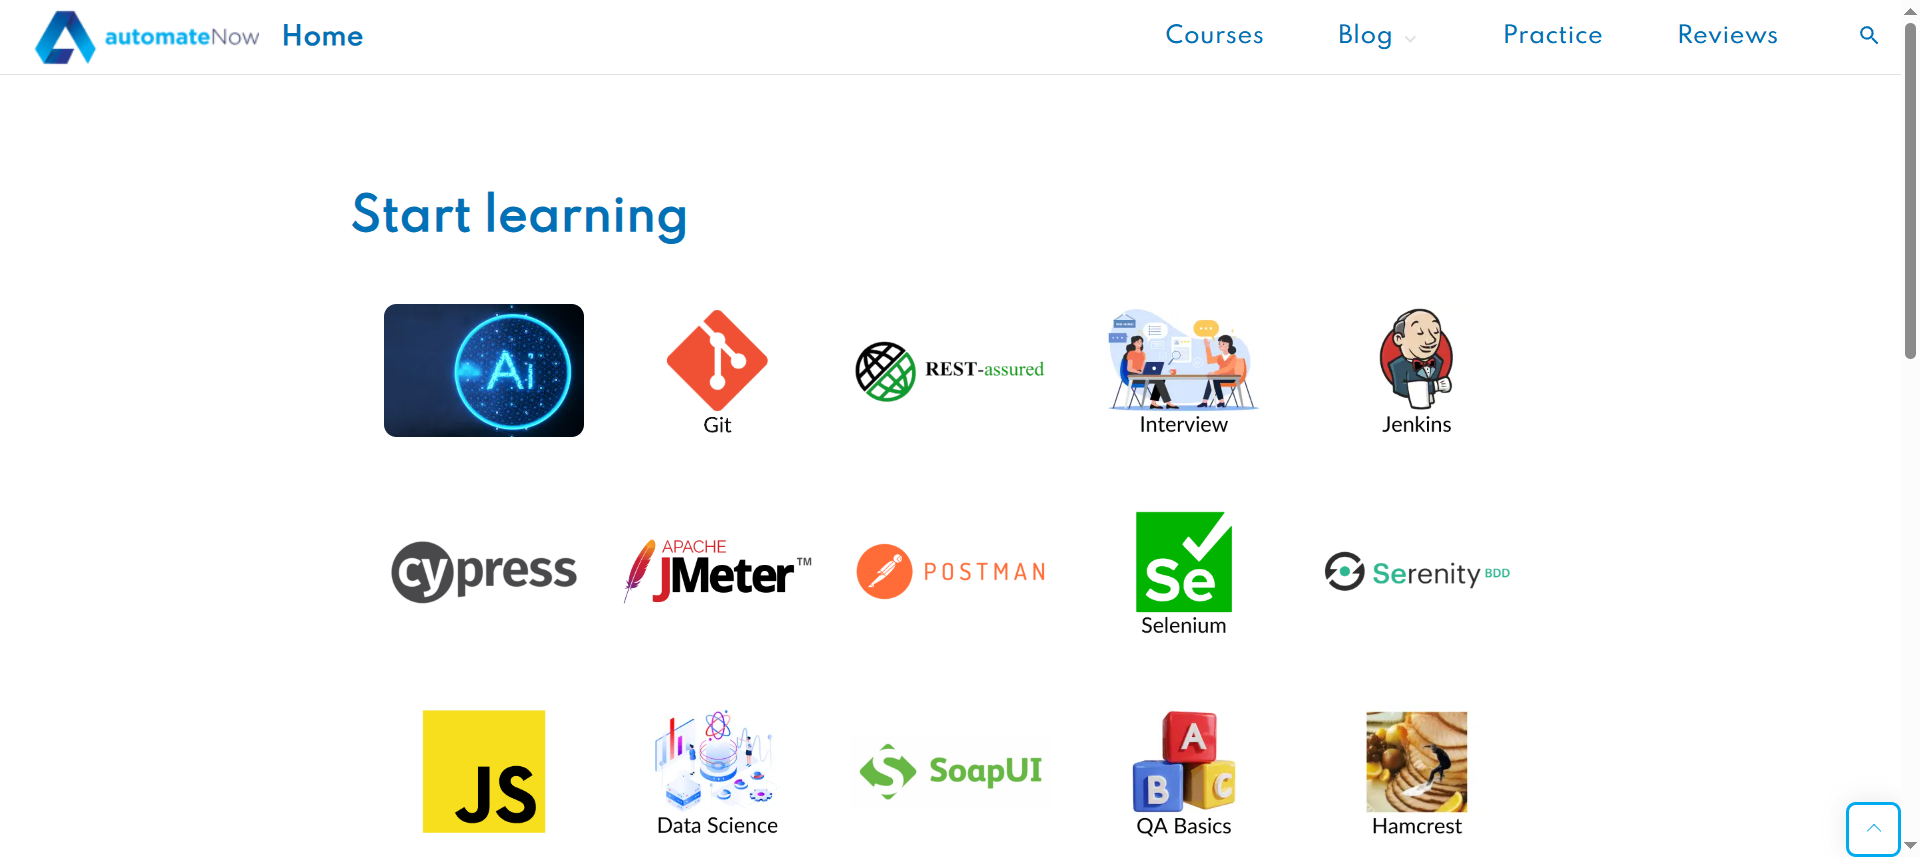 automateNow Home Courses Blog Practice Reviews
Start learning
Ai
Git
REST-assured
Interview
Jenkins
cypress
APACHE
JMeter™
POSTMAN
Se
Selenium
Serenity BDD
JS
Data Science
SoapUI
A
B C
QA Basics
Hamcrest